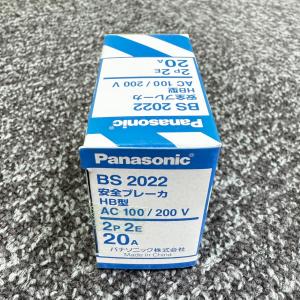 Panasonic
BS 2022
安全ブレーカ
HB型
AC 100 / 200 V
2P 2E
20A
Panasonic
BS 2022
安全ブレーカ
HB型
AC 100 / 200 V
2P 2E
20A
パナソニック株式会社
Made in China